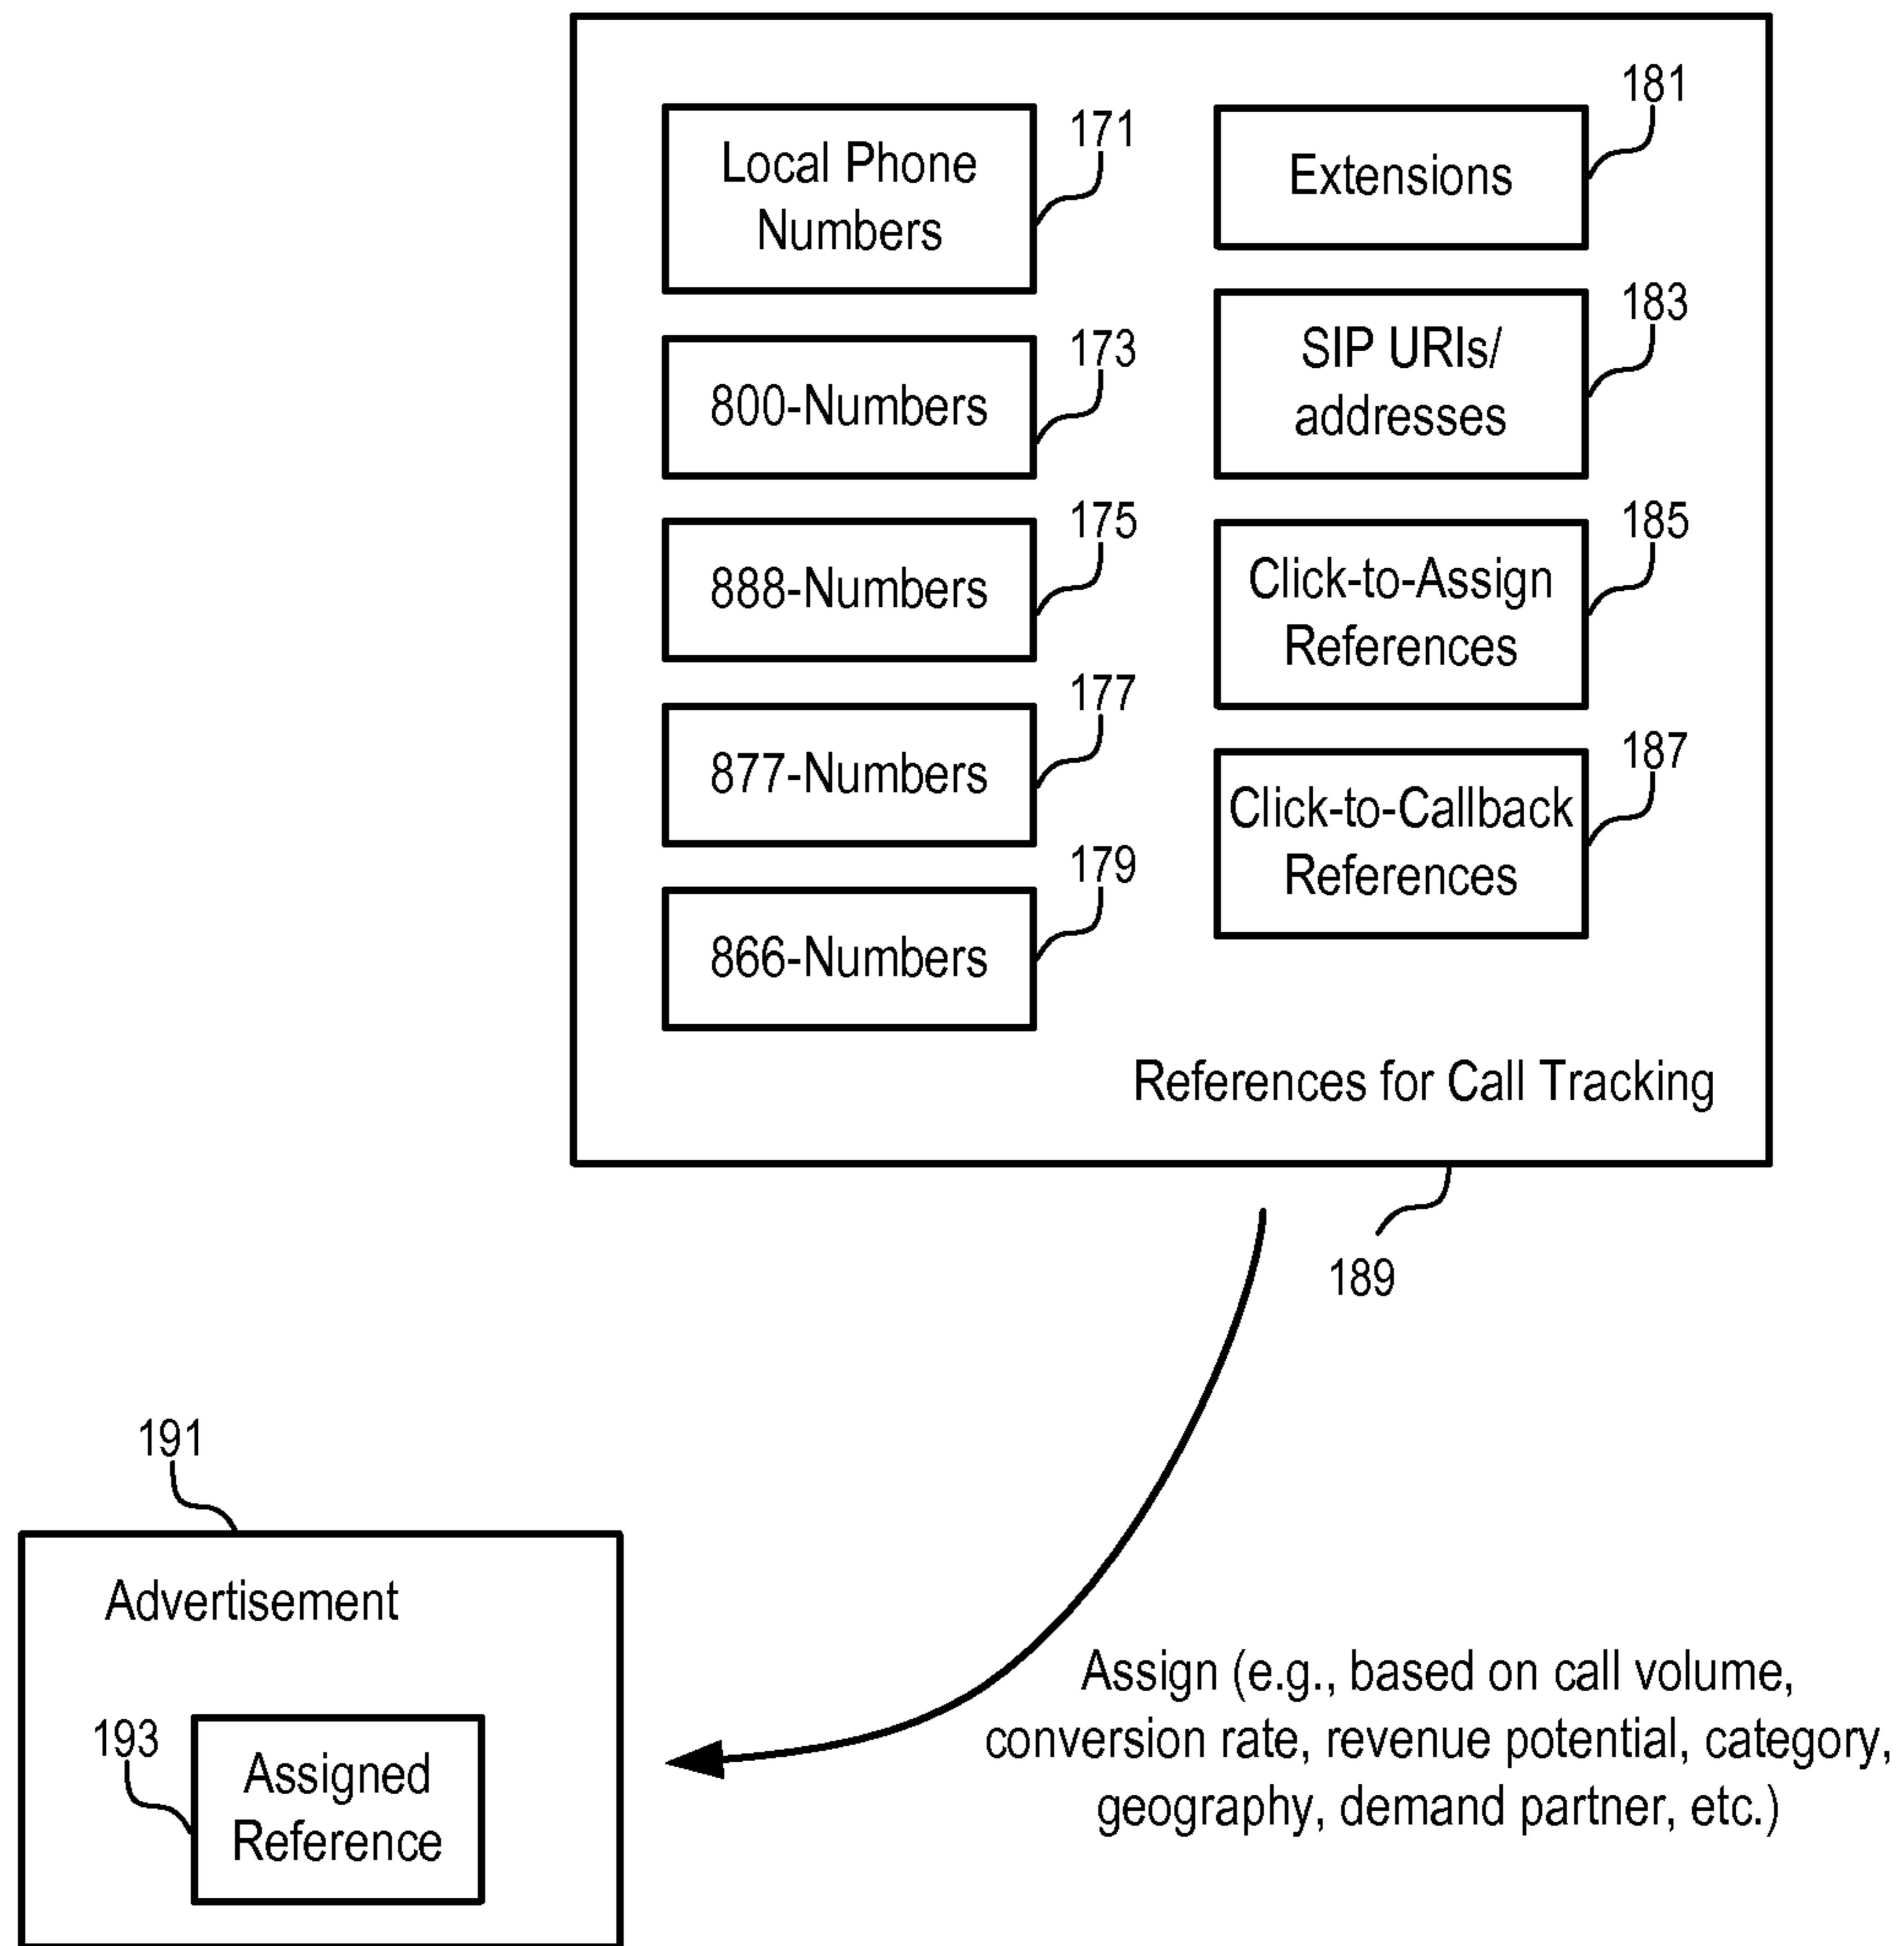 Local Phone
Numbers
171
800-Numbers
173
888-Numbers
175
877-Numbers
177
866-Numbers
179
Extensions
181
SIP URIs/
addresses
183
Click-to-Assign
References
185
Click-to-Callback
References
187
References for Call Tracking
189
191
Advertisement
193
Assigned
Reference
Assign (e.g., based on call volume,
conversion rate, revenue potential, category,
geography, demand partner, etc.)